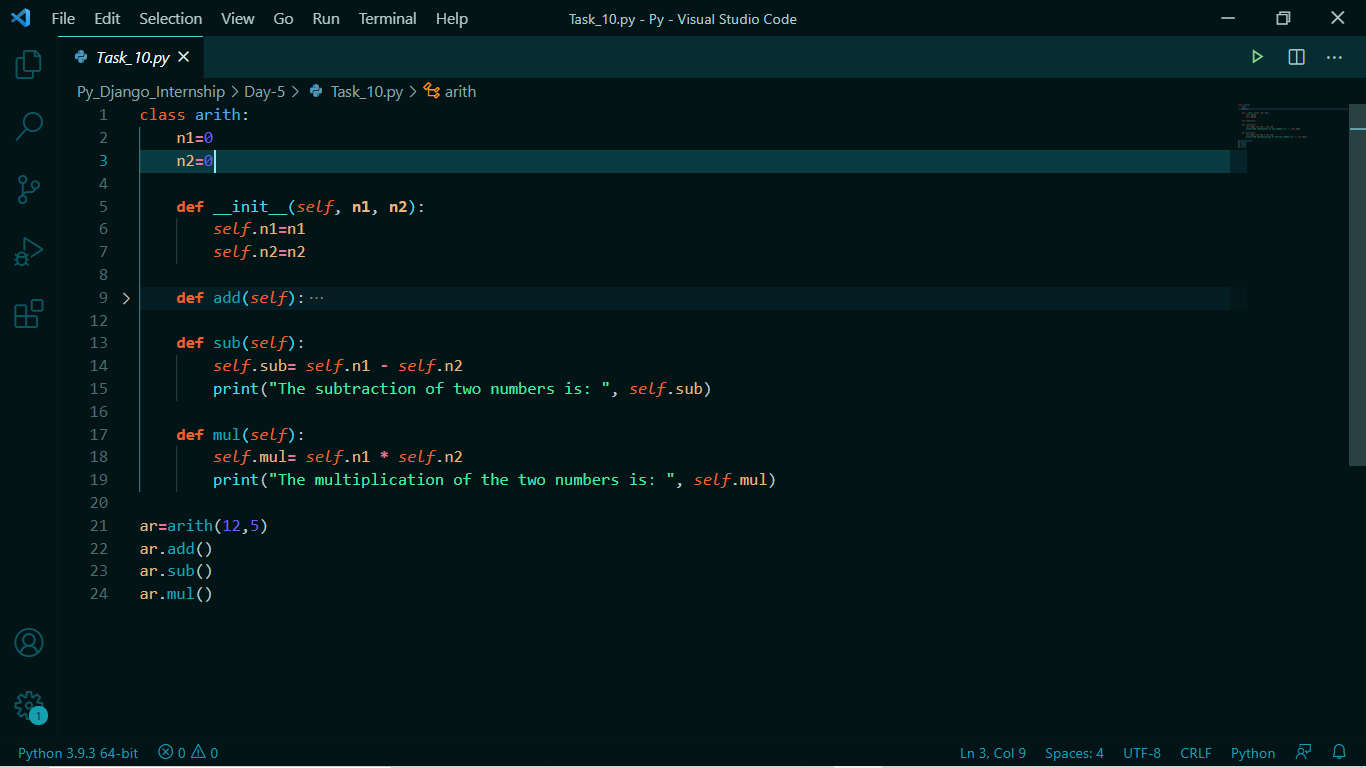 File Edit Selection View Go Run Terminal Help Task_10.py - Py - Visual Studio Code
Task_10.py
Py_Django_Internship > Day-5 > Task_10.py > arith
1 class arith:
2     n1=0
3     n2=0
4
5     def __init__(self, n1, n2):
6         self.n1=n1
7         self.n2=n2
8
9     def add(self):···
12
13     def sub(self):
14         self.sub= self.n1 - self.n2
15         print("The subtraction of two numbers is: ", self.sub)
16
17     def mul(self):
18         self.mul= self.n1 * self.n2
19         print("The multiplication of the two numbers is: ", self.mul)
20
21 ar=arith(12,5)
22 ar.add()
23 ar.sub()
24 ar.mul()
1
Python 3.9.3 64-bit 0 0 Ln 3, Col 9 Spaces: 4 UTF-8 CRLF Python